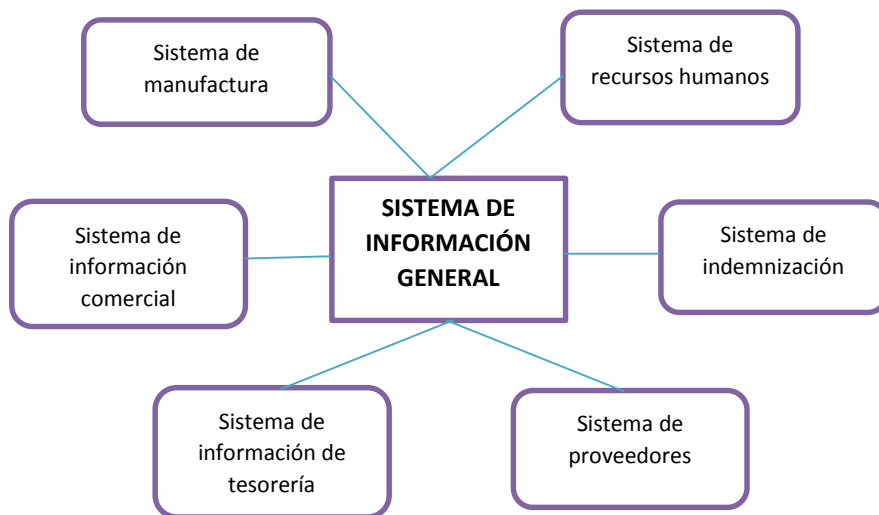 Sistema de
manufactura
Sistema de
recursos humanos
SISTEMA DE
INFORMACIÓN
GENERAL
Sistema de
información
comercial
Sistema de
indemnización
Sistema de
información de
tesorería
Sistema de
proveedores